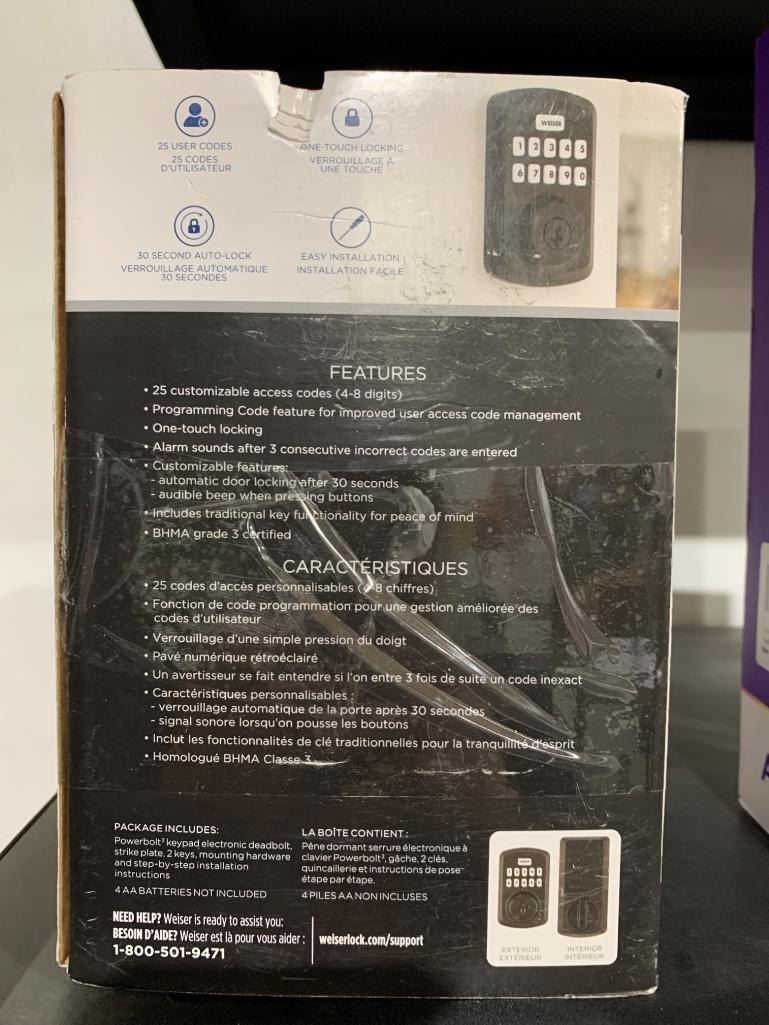 25 USER CODES
25 CODES
D'UTILISATEUR
ONE-TOUCH LOCKING
VERROUILLAGE À
UNE TOUCHE
30 SECOND AUTO-LOCK
VERROUILLAGE AUTOMATIQUE
30 SECONDES
EASY INSTALLATION
INSTALLATION FACILE
WEISER
1 2 3 4 5
6 7 8 9 0
FEATURES
• 25 customizable access codes (4-8 digits)
• Programming Code feature for improved user access code management
• One-touch locking
• Alarm sounds after 3 consecutive incorrect codes are entered
• Customizable features:
- automatic door locking after 30 seconds
- audible beep when pressing buttons
• Includes traditional key functionality for peace of mind
• BHMA grade 3 certified
CARACTÉRISTIQUES
• 25 codes d'accès personnalisables (4-8 chiffres)
• Fonction de code programmation pour une gestion améliorée des
codes d'utilisateur
• Verrouillage d'une simple pression du doigt
• Pavé numérique rétroéclairé
• Un avertisseur se fait entendre si l'on entre 3 fois de suite un code inexact
• Caractéristiques personnalisables :
- verrouillage automatique de la porte après 30 secondes
- signal sonore lorsqu'on pousse les boutons
• Inclut les fonctionnalités de clé traditionnelles pour la tranquillité d'esprit
• Homologué BHMA Classe 3
PACKAGE INCLUDES:
Powerbolt³ keypad electronic deadbolt,
strike plate, 2 keys, mounting hardware
and step-by-step installation
instructions
4 AA BATTERIES NOT INCLUDED
LA BOÎTE CONTIENT :
Pêne dormant serrure électronique à
clavier Powerbolt³, gâche, 2 clés,
quincaillerie et instructions de pose
étape par étape.
4 PILES AA NON INCLUSES
NEED HELP? Weiser is ready to assist you:
BESOIN D'AIDE? Weiser est là pour vous aider :
1-800-501-9471
weiserlock.com/support
EXTERIOR
EXTÉRIEUR
INTERIOR
INTÉRIEUR